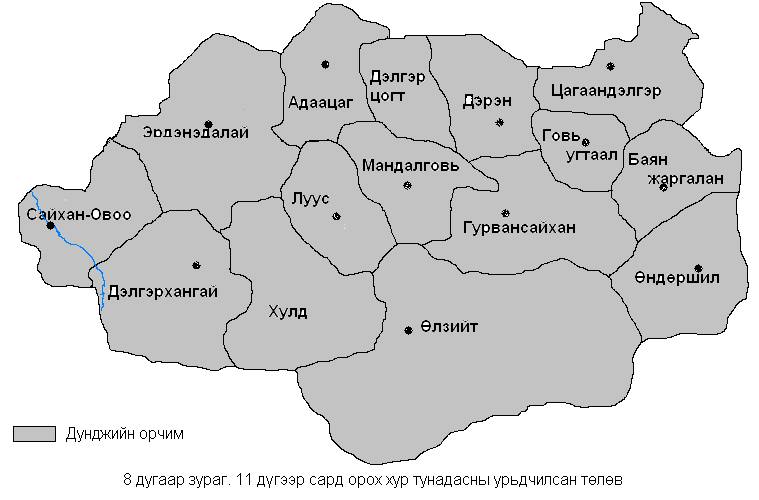 Дэлгэр
цогт
Адаацаг
Дэрэн
Цагаандэлгэр
Эрдэнэдалай
Говь
угтаал
Баян
жаргалан
Мандалговь
Луус
Сайхан-Овоо
Гурвансайхан
Дэлгэрхангай
Өндөршил
Хулд
Өлзийт
Дунджийн орчим
8 дугаар зураг. 11 дүгээр сард орох хур тунадасны урьдчилсан төлөв